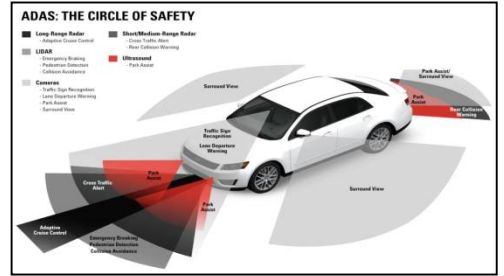 ADAS: THE CIRCLE OF SAFETY
Long-Range Radar
- Adaptive Cruise Control
LIDAR
- Emergency Braking
- Pedestrian Detection
- Collision Avoidance
Cameras
- Traffic Sign Recognition
- Lane Departure Warning
- Park Assist
- Surround View
Short/Medium-Range Radar
- Cross Traffic Alert
- Rear Collision Warning
Ultrasound
- Park Assist
Surround View
Park Assist/
Surround View
Park
Assist
Rear Collision
Warning
Traffic Sign
Recognition
Lane Departure
Warning
Park
Assist
Cross Traffic
Alert
Park
Assist
Surround View
Adaptive
Cruise Control
Emergency Breaking
Pedestrian Detection
Collision Avoidance